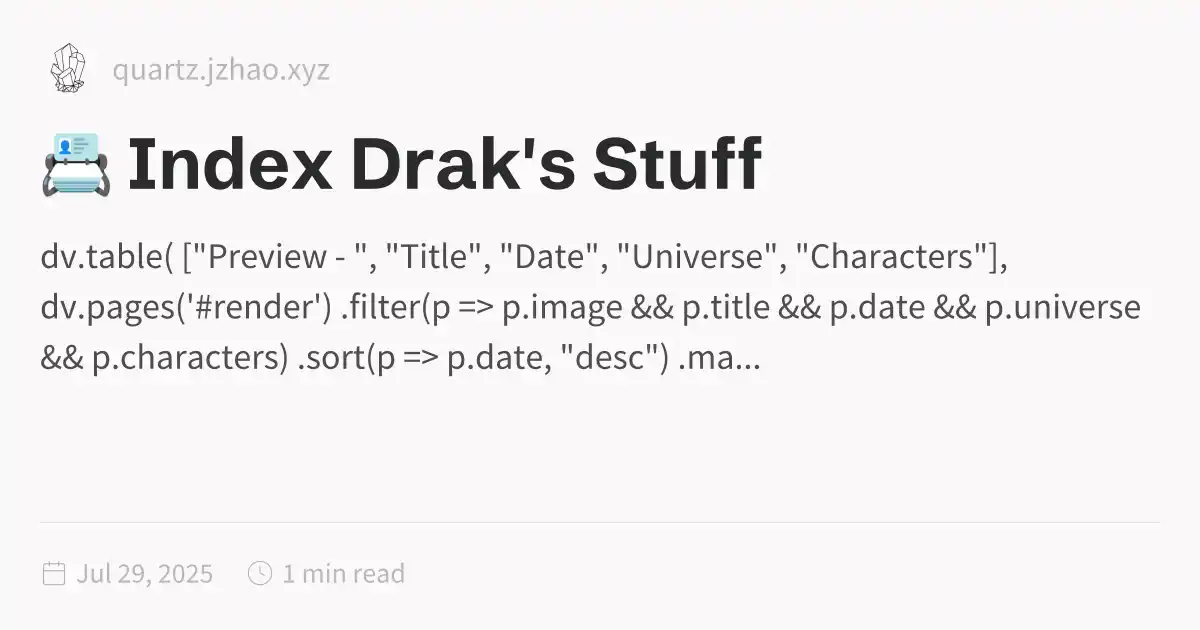 quartz.jzhao.xyz
📇 Index Drak's Stuff
dv.table( ["Preview - ", "Title", "Date", "Universe", "Characters"],
dv.pages('#render') .filter(p => p.image && p.title && p.date && p.universe
&& p.characters) .sort(p => p.date, "desc") .ma...
Jul 29, 2025 1 min read